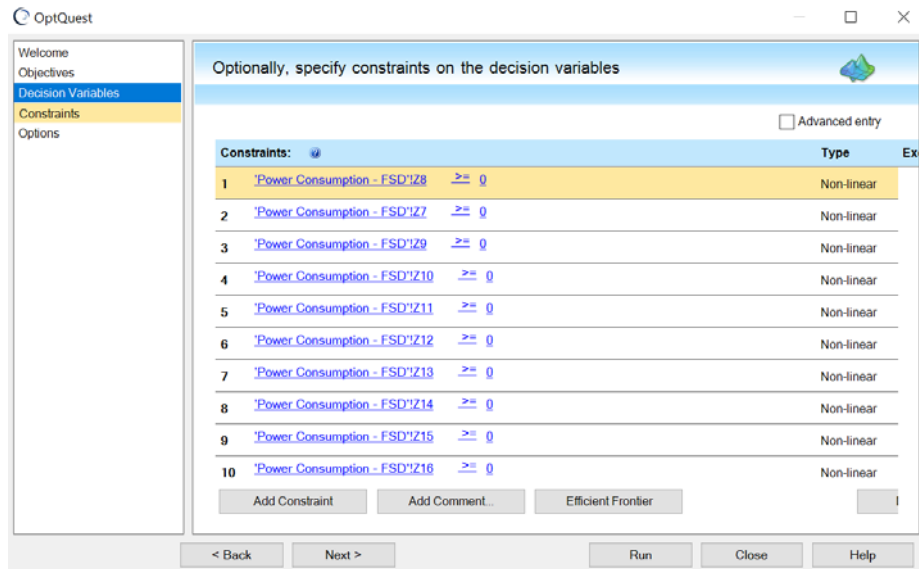 OptQuest
Welcome
Objectives
Decision Variables
Constraints
Options
Optionally, specify constraints on the decision variables
Advanced entry
Constraints: Type Ex
1 'Power Consumption - FSD'!Z8 >= 0 Non-linear
2 'Power Consumption - FSD'!Z7 >= 0 Non-linear
3 'Power Consumption - FSD'!Z9 >= 0 Non-linear
4 'Power Consumption - FSD'!Z10 >= 0 Non-linear
5 'Power Consumption - FSD'!Z11 >= 0 Non-linear
6 'Power Consumption - FSD'!Z12 >= 0 Non-linear
7 'Power Consumption - FSD'!Z13 >= 0 Non-linear
8 'Power Consumption - FSD'!Z14 >= 0 Non-linear
9 'Power Consumption - FSD'!Z15 >= 0 Non-linear
10 'Power Consumption - FSD'!Z16 >= 0 Non-linear
Add Constraint Add Comment... Efficient Frontier
< Back Next > Run Close Help